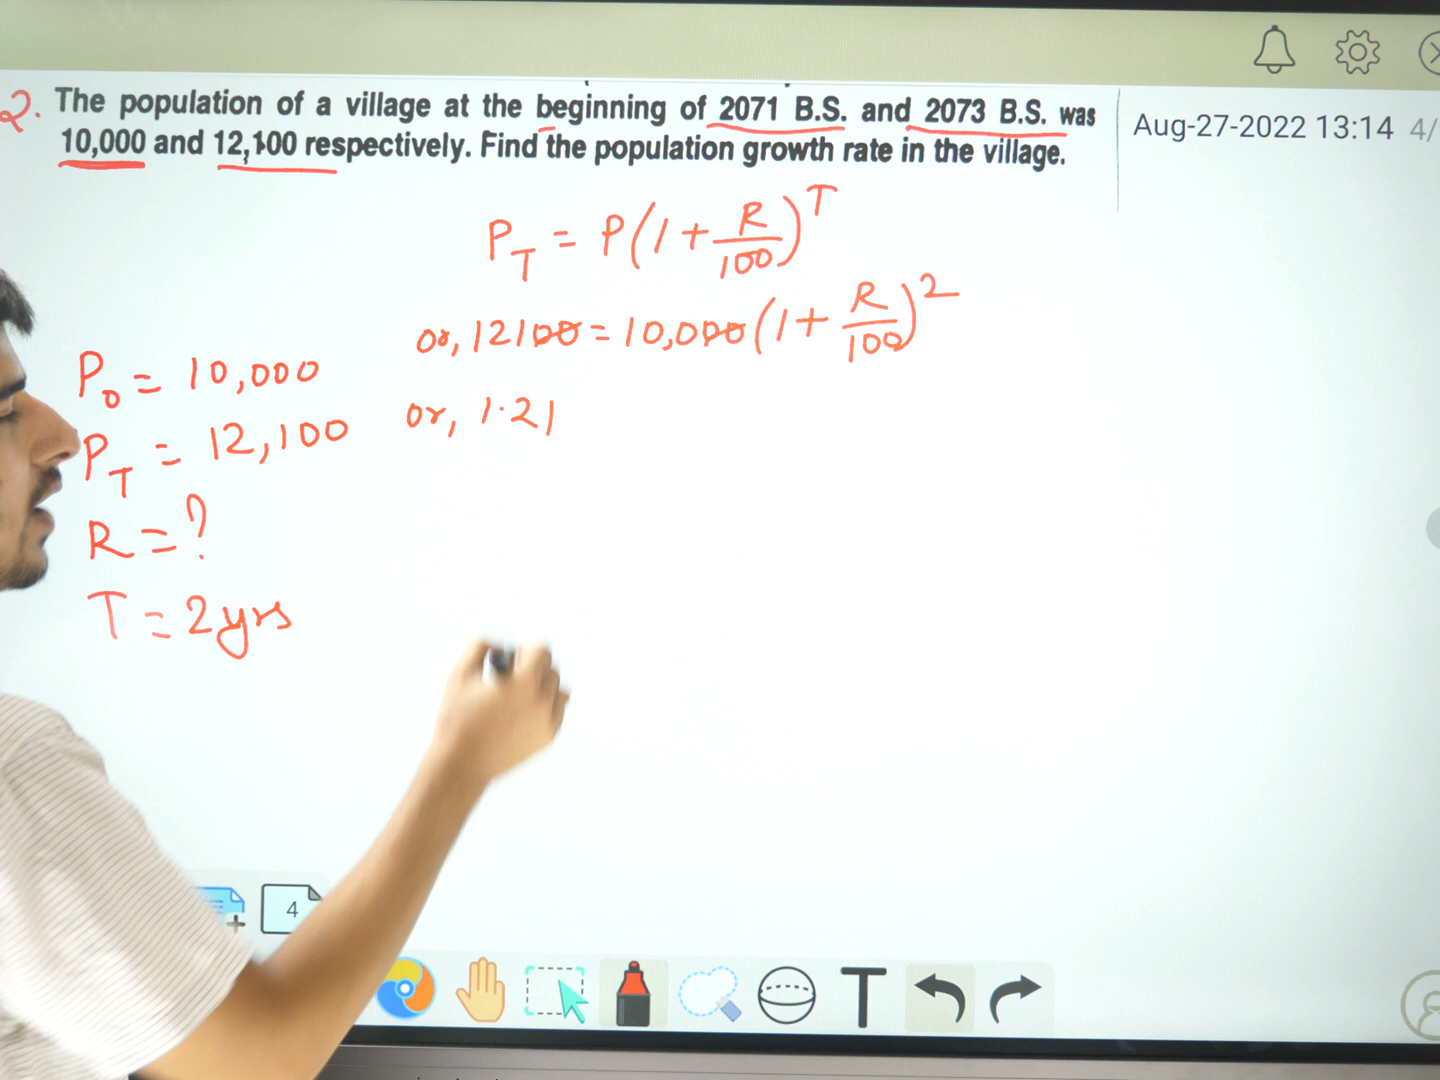 Aug-27-2022 13:14 4/
2. The population of a village at the beginning of 2071 B.S. and 2073 B.S. was
10,000 and 12,100 respectively. Find the population growth rate in the village.
P_T = P(1+R/100)^T
or, 12100 = 10,000(1+R/100)^2
or, 1.21
P_0 = 10,000
P_T = 12,100
R = ?
T = 2yrs
4
T